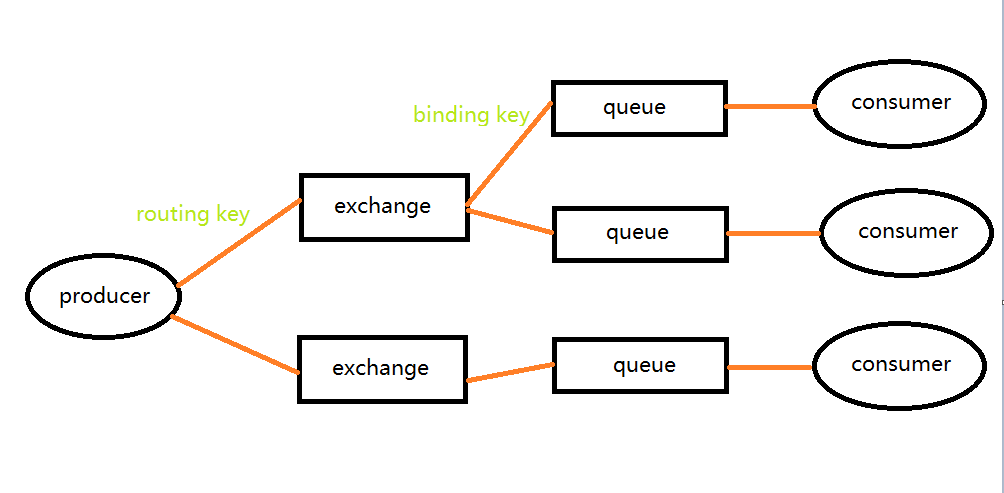 binding key
queue
consumer
routing key
exchange
queue
consumer
producer
exchange
queue
consumer